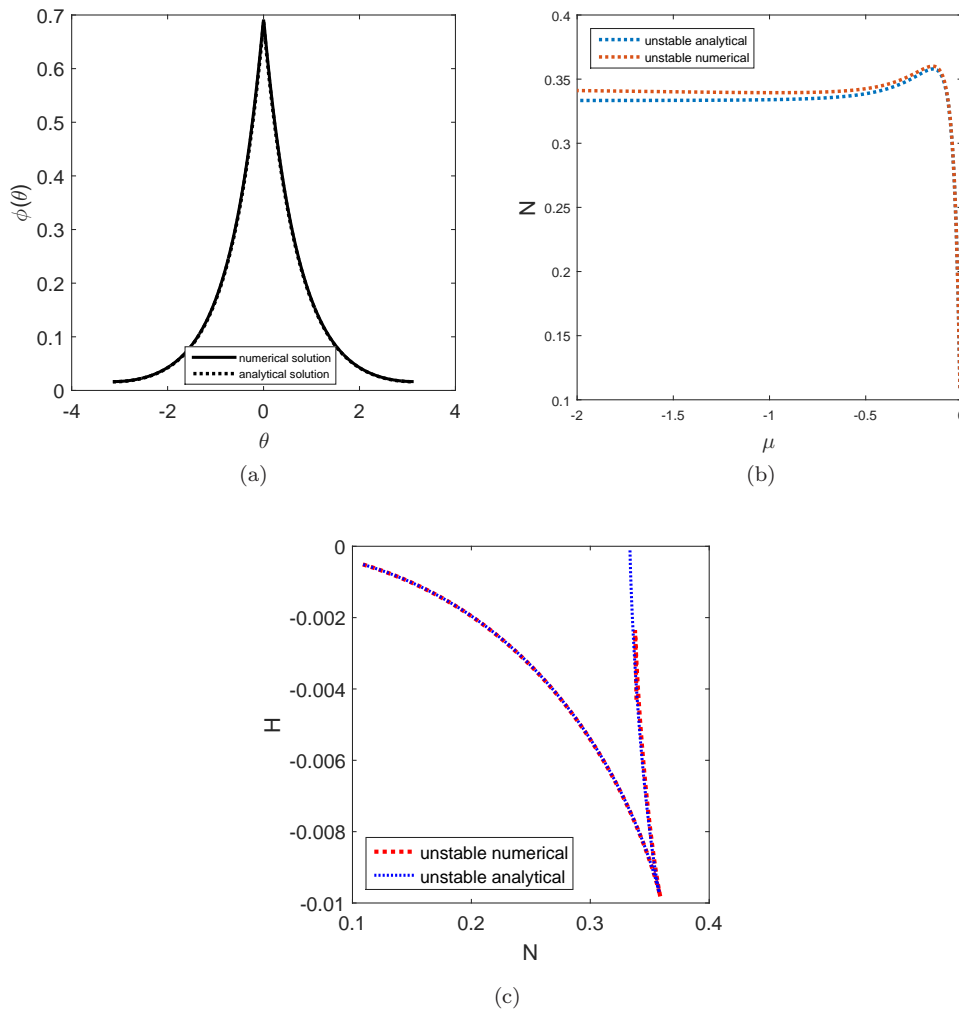 0.7
0.6
0.5
0.4
0.3
0.2
0.1
0
ϕ(θ)
numerical solution
analytical solution
-4 -2 0 2 4
θ
(a)
0.4
0.35
0.3
0.25
0.2
0.15
0.1
N
unstable analytical
unstable numerical
-2 -1.5 -1 -0.5
μ
(b)
0
-0.002
-0.004
-0.006
-0.008
-0.01
H
unstable numerical
unstable analytical
0.1 0.2 0.3 0.4
N
(c)